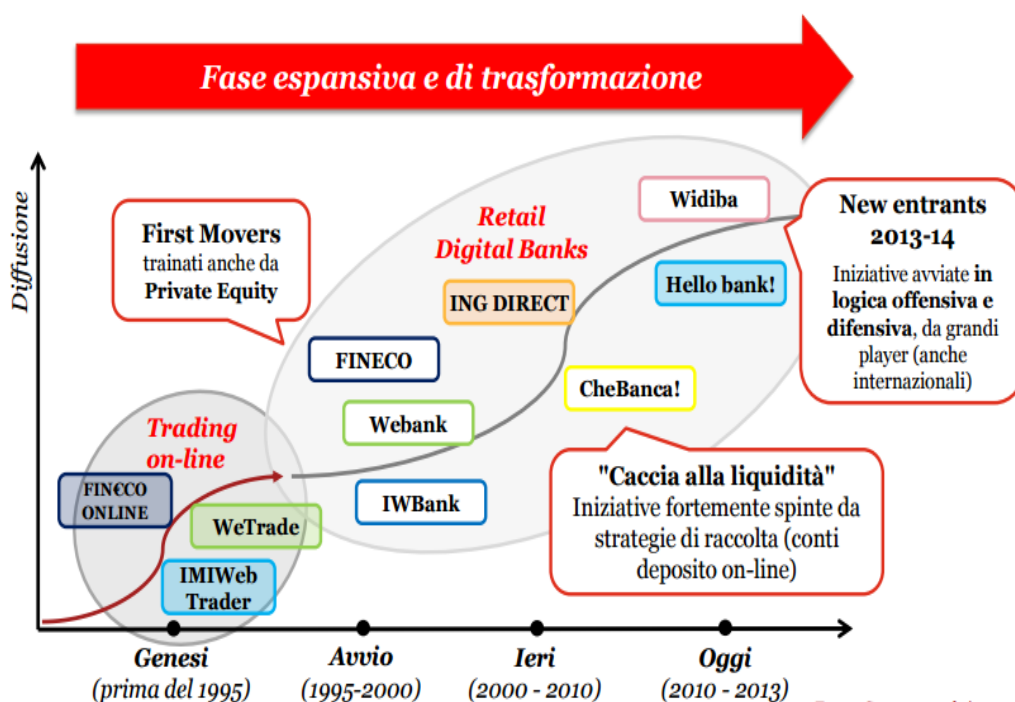 Fase espansiva e di trasformazione
Diffusione
First Movers
trainati anche da
Private Equity
Retail
Digital Banks
Widiba
New entrants
2013-14
Iniziative avviate in
logica offensiva e
difensiva, da grandi
player (anche
internazionali)
Hello bank!
ING DIRECT
FINECO
CheBanca!
Webank
IWBank
Trading
on-line
FIN€CO
ONLINE
WeTrade
IMIWeb
Trader
"Caccia alla liquidità"
Iniziative fortemente spinte da
strategie di raccolta (conti
deposito on-line)
Genesi
(prima del 1995)
Avvio
(1995-2000)
Ieri
(2000 - 2010)
Oggi
(2010 - 2013)